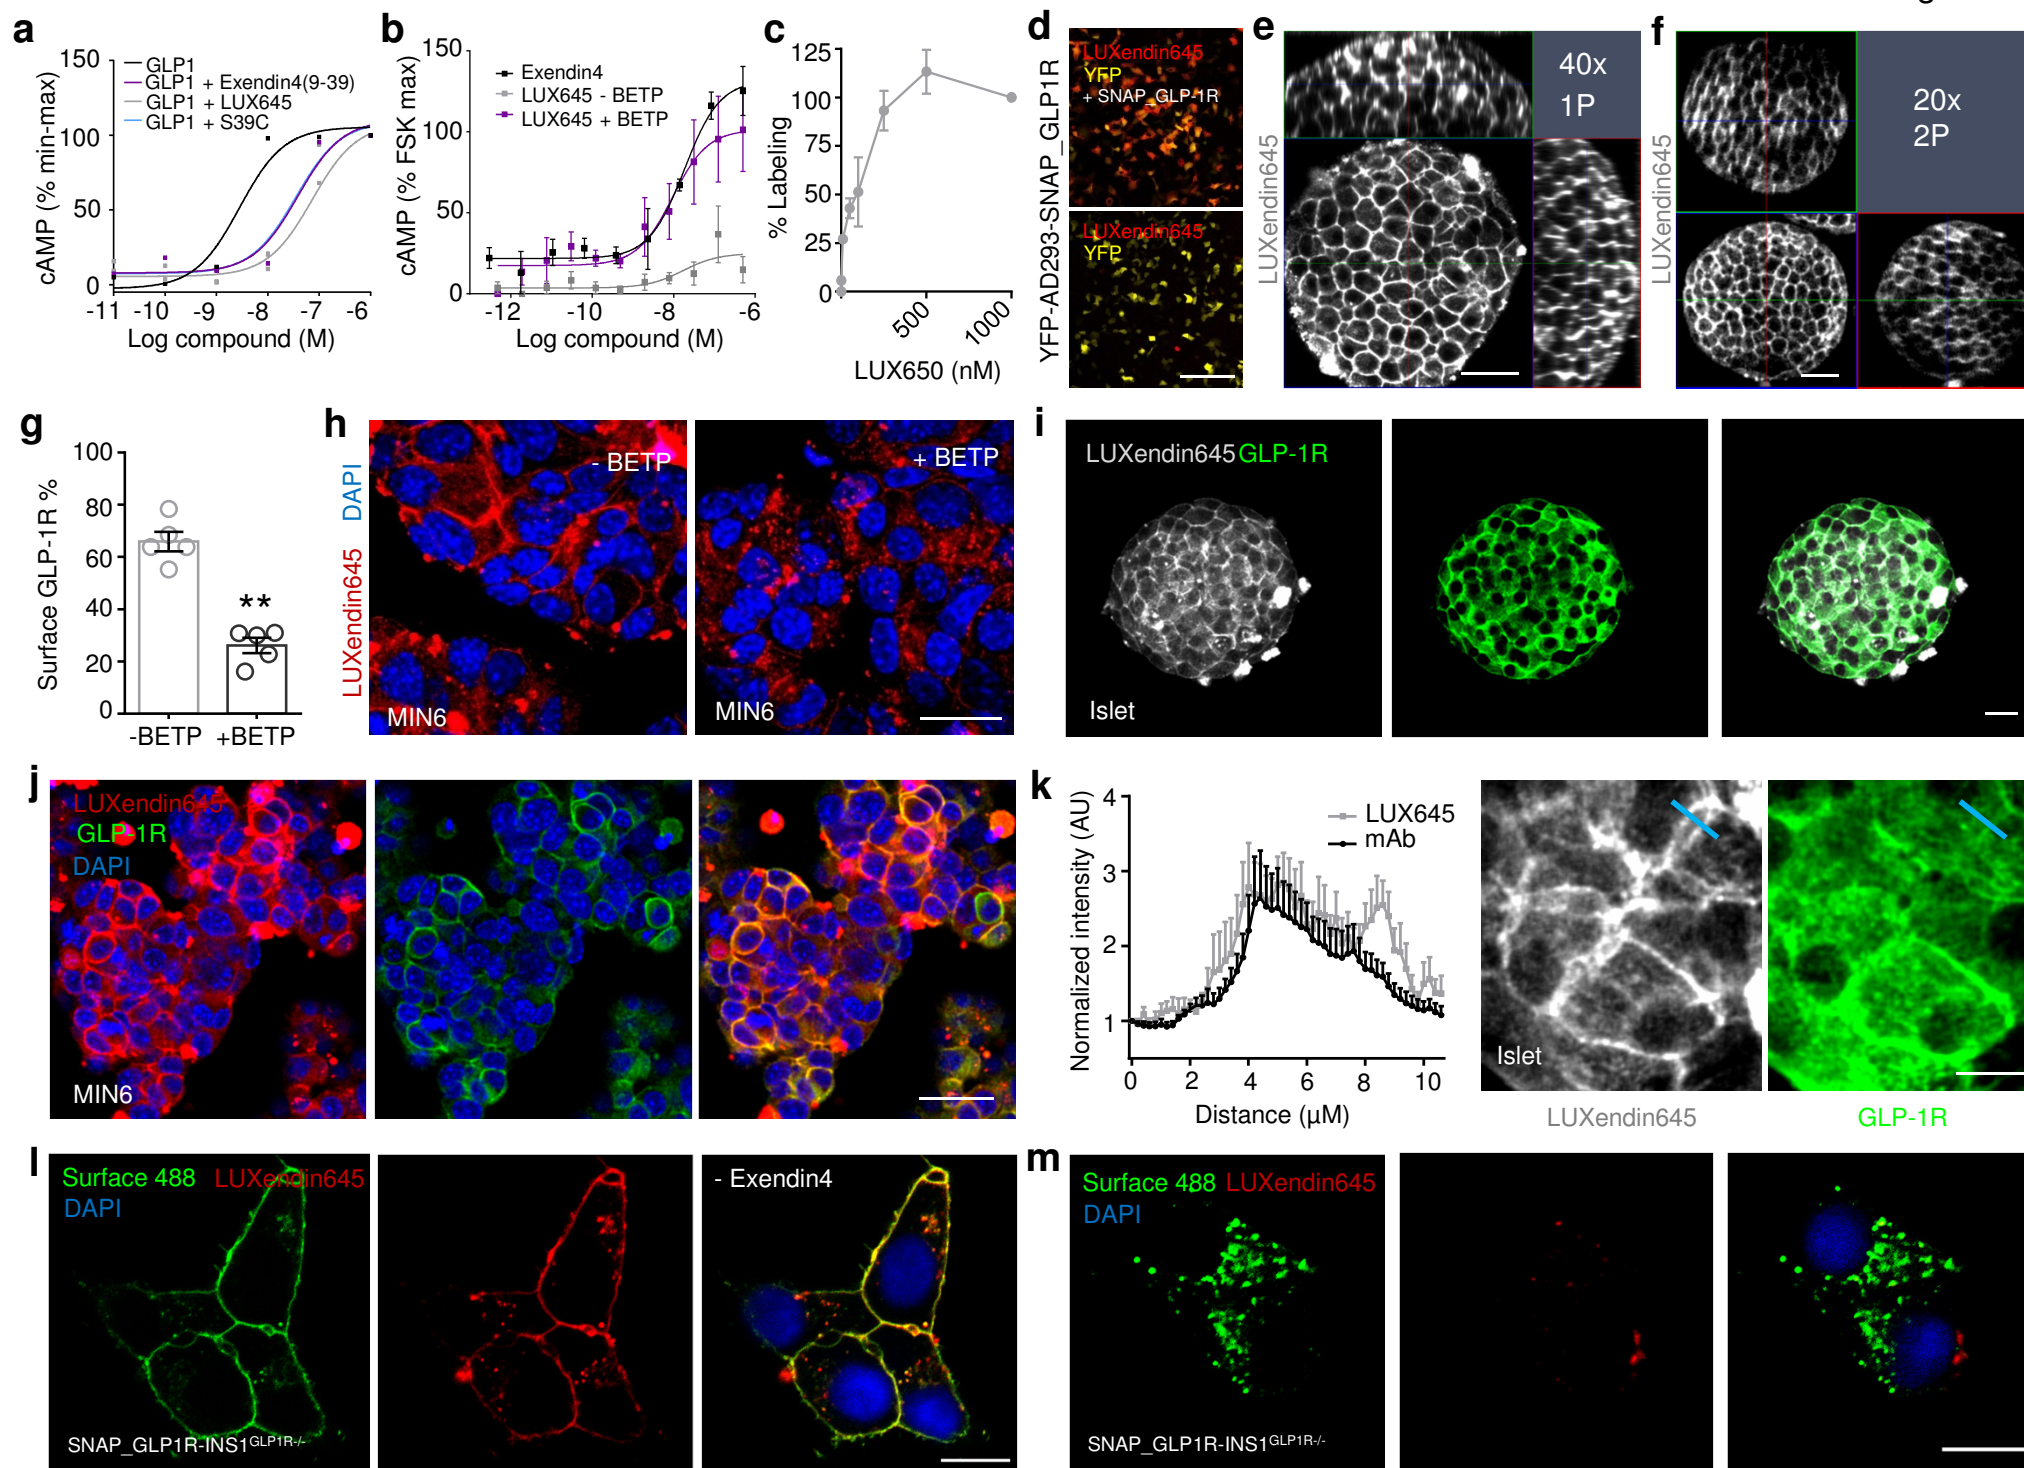 g
a
GLP1
GLP1 + Exendin4(9-39)
GLP1 + LUX645
GLP1 + S39C
cAMP (% min-max)
150
100
50
0
-11 -10 -9 -8 -7 -6
Log compound (M)
b
Exendin4
LUX645 - BETP
LUX645 + BETP
cAMP (% FSK max)
150
100
50
0
-12 -10 -8 -6
Log compound (M)
c
% Labeling
125
100
75
50
25
0
500 1000
LUX650 (nM)
d
YFP-AD293-SNAP_GLP1R
LUXendin645
YFP
+ SNAP_GLP-1R
LUXendin645
YFP
e
LUXendin645
40x
1P
f
LUXendin645
20x
2P
g
Surface GLP-1R %
100
80
60
40
20
0
**
-BETP +BETP
h
LUXendin645 DAPI
- BETP
MIN6
+ BETP
MIN6
i
LUXendin645 GLP-1R
Islet
j
LUXendin645
GLP-1R
DAPI
MIN6
k
Normalized intensity (AU)
4
3
2
1
LUX645
mAb
0 2 4 6 8 10
Distance (µM)
Islet
LUXendin645
GLP-1R
l
Surface 488 LUXendin645
DAPI
SNAP_GLP1R-INS1GLP1R-/-
- Exendin4
m
Surface 488 LUXendin645
DAPI
SNAP_GLP1R-INS1GLP1R-/-